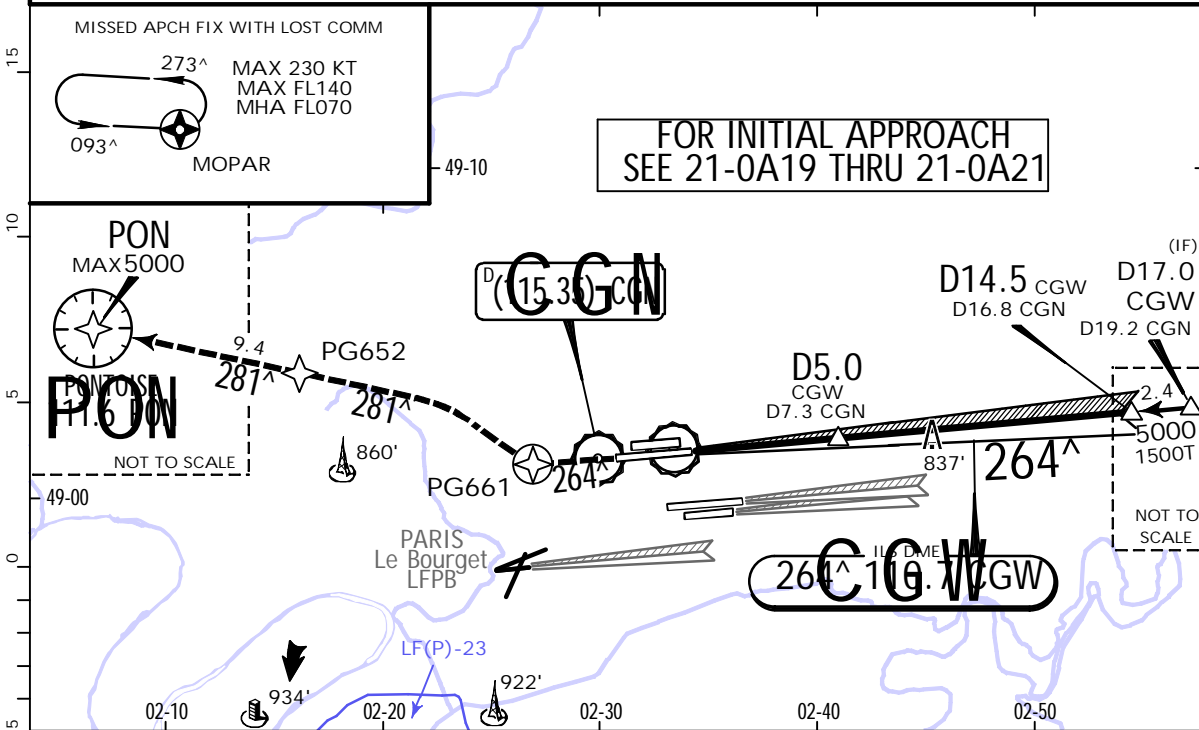 MISSED APCH FIX WITH LOST COMM
273^
MAX 230 KT
MAX FL140
MHA FL070
093^
MOPAR
15
49-10
FOR INITIAL APPROACH
SEE 21-0A19 THRU 21-0A21
10
PON
MAX 5000
9.4
281^
PG652
281^
PONTOISE
111.6 PON
PON
NOT TO SCALE
D
(115.35) CGN
C G N
D14.5 CGW
D16.8 CGN
(IF)
D17.0
CGW
D19.2 CGN
2.4
5000
1500T
NOT TO
SCALE
D5.0
CGW
D7.3 CGN
5
860'
837'
264^
264^
PG661
49-00
PARIS
Le Bourget
LFPB
ILS DME
264^ 110.7 CGW
C G W
0
LF(P)-23
934'
922'
5
02-10
02-20
02-30
02-40
02-50